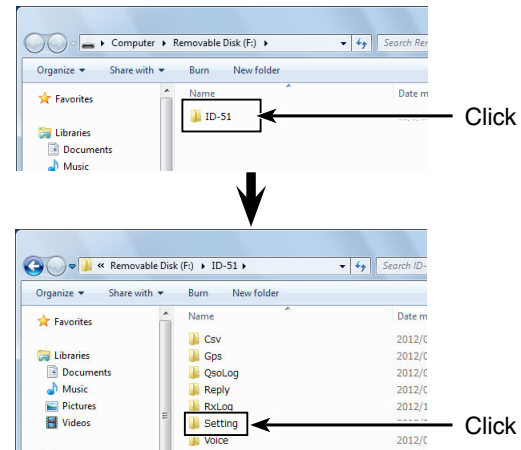 Computer ▸ Removable Disk (F:) ▸ Search Rem
Organize ▼ Share with ▼ Burn New folder
Favorites
Name Date m
ID-51
Click
Libraries
Documents
Music
« Removable Disk (F:) ▸ ID-51 ▸ Search ID-
Organize ▼ Share with ▼ Burn New folder
Favorites
Name Date m
Csv 2012/0
Libraries
Gps 2012/0
Documents
QsoLog 2012/0
Music
Reply 2012/0
Pictures
RxLog 2012/1
Videos
Setting
Click
Voice 2012/0